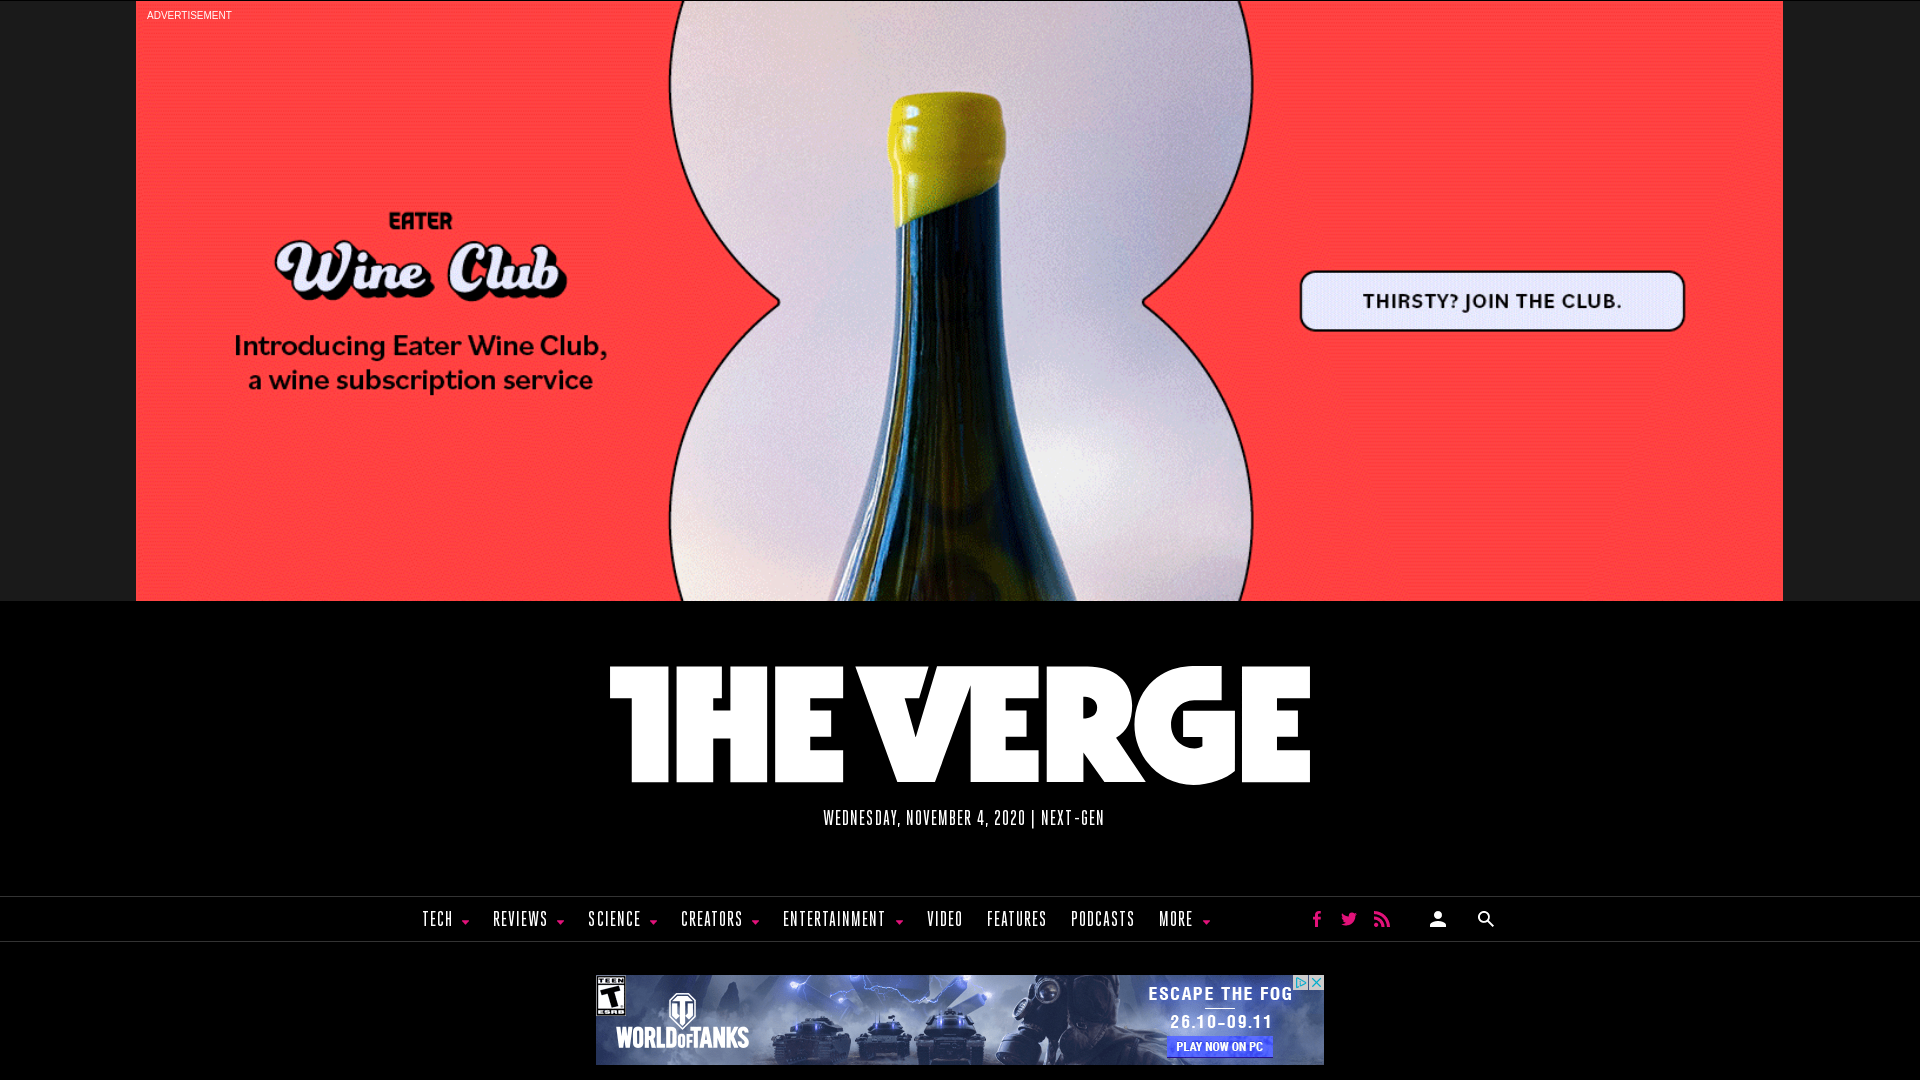 ADVERTISEMENT
EATER
Wine Club
Introducing Eater Wine Club,
a wine subscription service
THIRSTY? JOIN THE CLUB.
THE VERGE
WEDNESDAY, NOVEMBER 4, 2020 | NEXT-GEN
TECH REVIEWS SCIENCE CREATORS ENTERTAINMENT VIDEO FEATURES PODCASTS MORE
TEEN
T
ESRB
WORLD OF TANKS
ESCAPE THE FOG
26.10-09.11
PLAY NOW ON PC